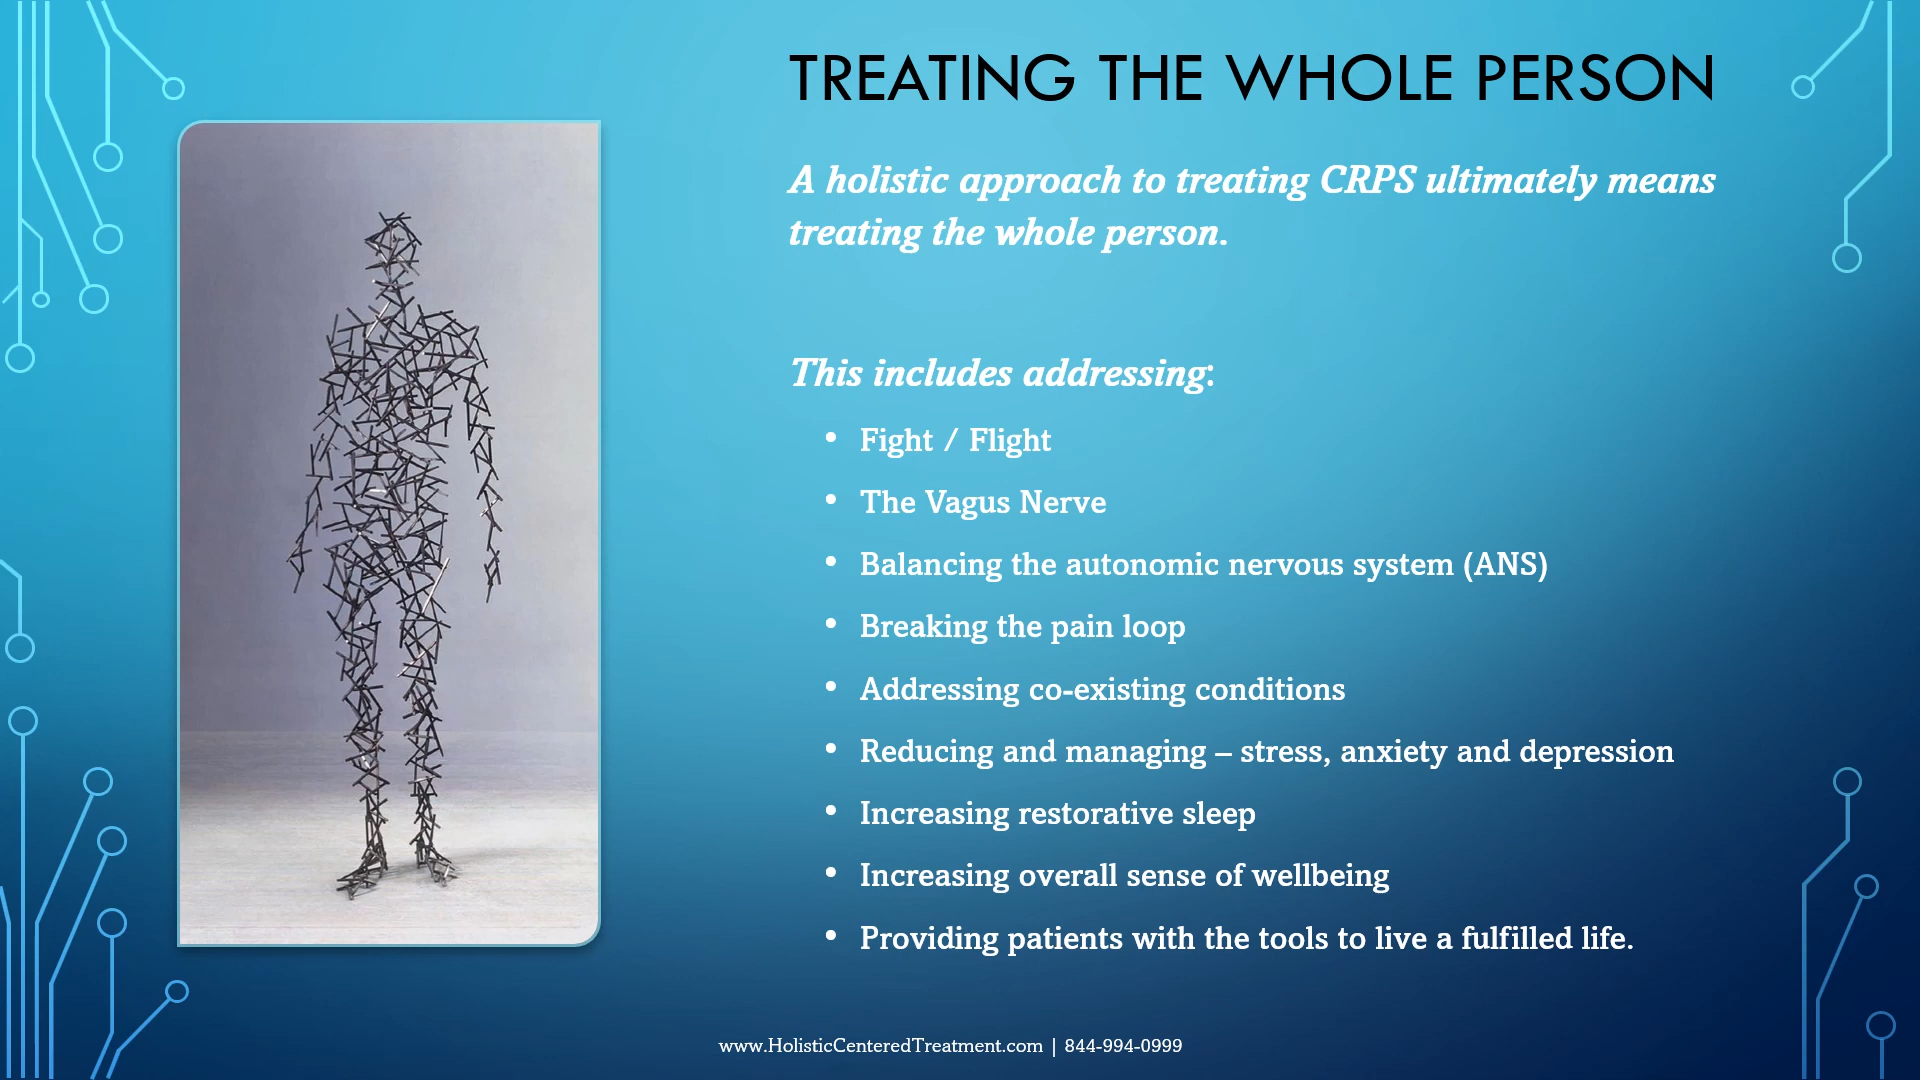 TREATING THE WHOLE PERSON
A holistic approach to treating CRPS ultimately means
treating the whole person.
This includes addressing:
• Fight / Flight
• The Vagus Nerve
• Balancing the autonomic nervous system (ANS)
• Breaking the pain loop
• Addressing co-existing conditions
• Reducing and managing – stress, anxiety and depression
• Increasing restorative sleep
• Increasing overall sense of wellbeing
• Providing patients with the tools to live a fulfilled life.
www.HolisticCenteredTreatment.com | 844-994-0999